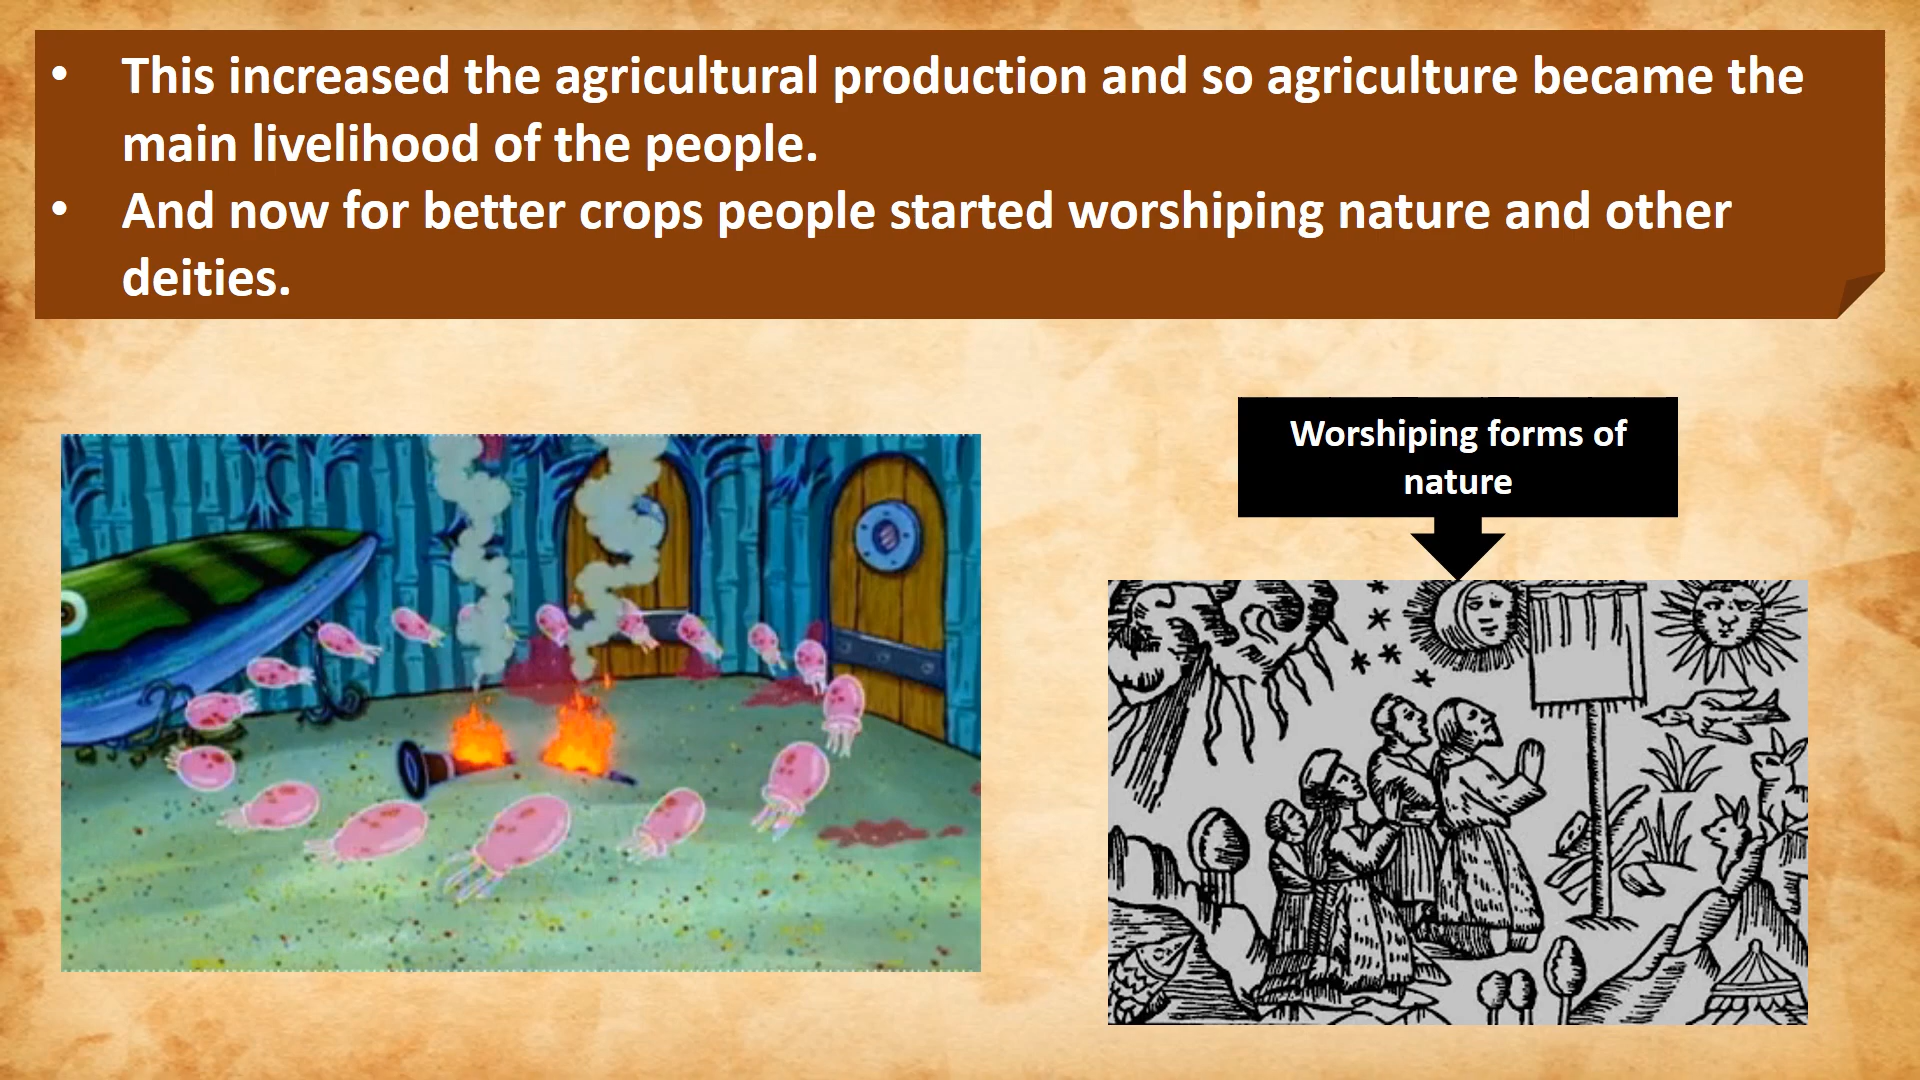 • This increased the agricultural production and so agriculture became the
main livelihood of the people.
• And now for better crops people started worshiping nature and other
deities.
Worshiping forms of
nature